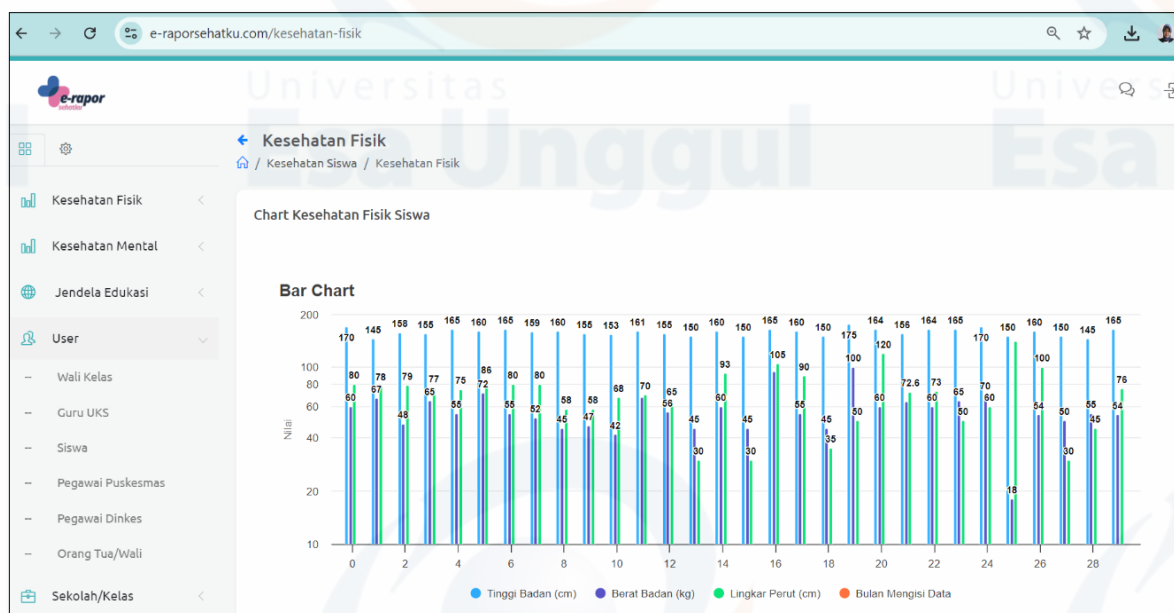 e-raporsehatku.com/kesehatan-fisik
Universitas
Esa Unggul
Univers
Esa
e-rapor
sehatku
Kesehatan Fisik
/ Kesehatan Siswa / Kesehatan Fisik
Kesehatan Fisik
Kesehatan Mental
Jendela Edukasi
User
-- Wali Kelas
-- Guru UKS
-- Siswa
-- Pegawai Puskesmas
-- Pegawai Dinkes
-- Orang Tua/Wali
Sekolah/Kelas
Chart Kesehatan Fisik Siswa
Bar Chart
Nilai
200
100
80
60
40
20
10
170 145 158 155 165 160 165 159 160 155 153 161 155 150 160 150 165 160 150 175 164 156 164 165 170 150 160 150 145 165
60 67 48 65 55 72 55 52 45 47 42 70 56 45 60 45 105 55 45 100 60 72.6 60 65 70 18 54 50 55 54
80 78 79 77 75 86 80 80 58 58 68 65 30 93 30 90 35 50 120 73 50 60 100 30 45 76
0 2 4 6 8 10 12 14 16 18 20 22 24 26 28
Tinggi Badan (cm) Berat Badan (kg) Lingkar Perut (cm) Bulan Mengisi Data